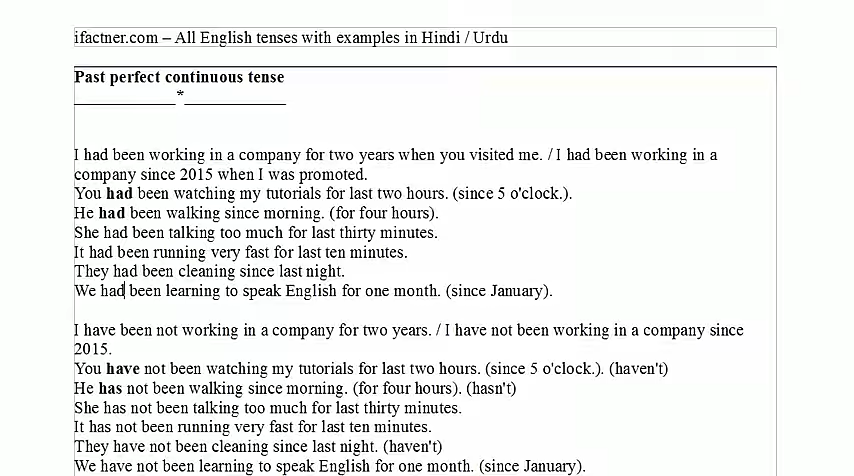 ifactner.com – All English tenses with examples in Hindi / Urdu
Past perfect continuous tense
____________*____________
I had been working in a company for two years when you visited me. / I had been working in a
company since 2015 when I was promoted.
You had been watching my tutorials for last two hours. (since 5 o'clock.).
He had been walking since morning. (for four hours).
She had been talking too much for last thirty minutes.
It had been running very fast for last ten minutes.
They had been cleaning since last night.
We had been learning to speak English for one month. (since January).
I have been not working in a company for two years. / I have not been working in a company since
2015.
You have not been watching my tutorials for last two hours. (since 5 o'clock.). (haven't)
He has not been walking since morning. (for four hours). (hasn't)
She has not been talking too much for last thirty minutes.
It has not been running very fast for last ten minutes.
They have not been cleaning since last night. (haven't)
We have not been learning to speak English for one month. (since January).